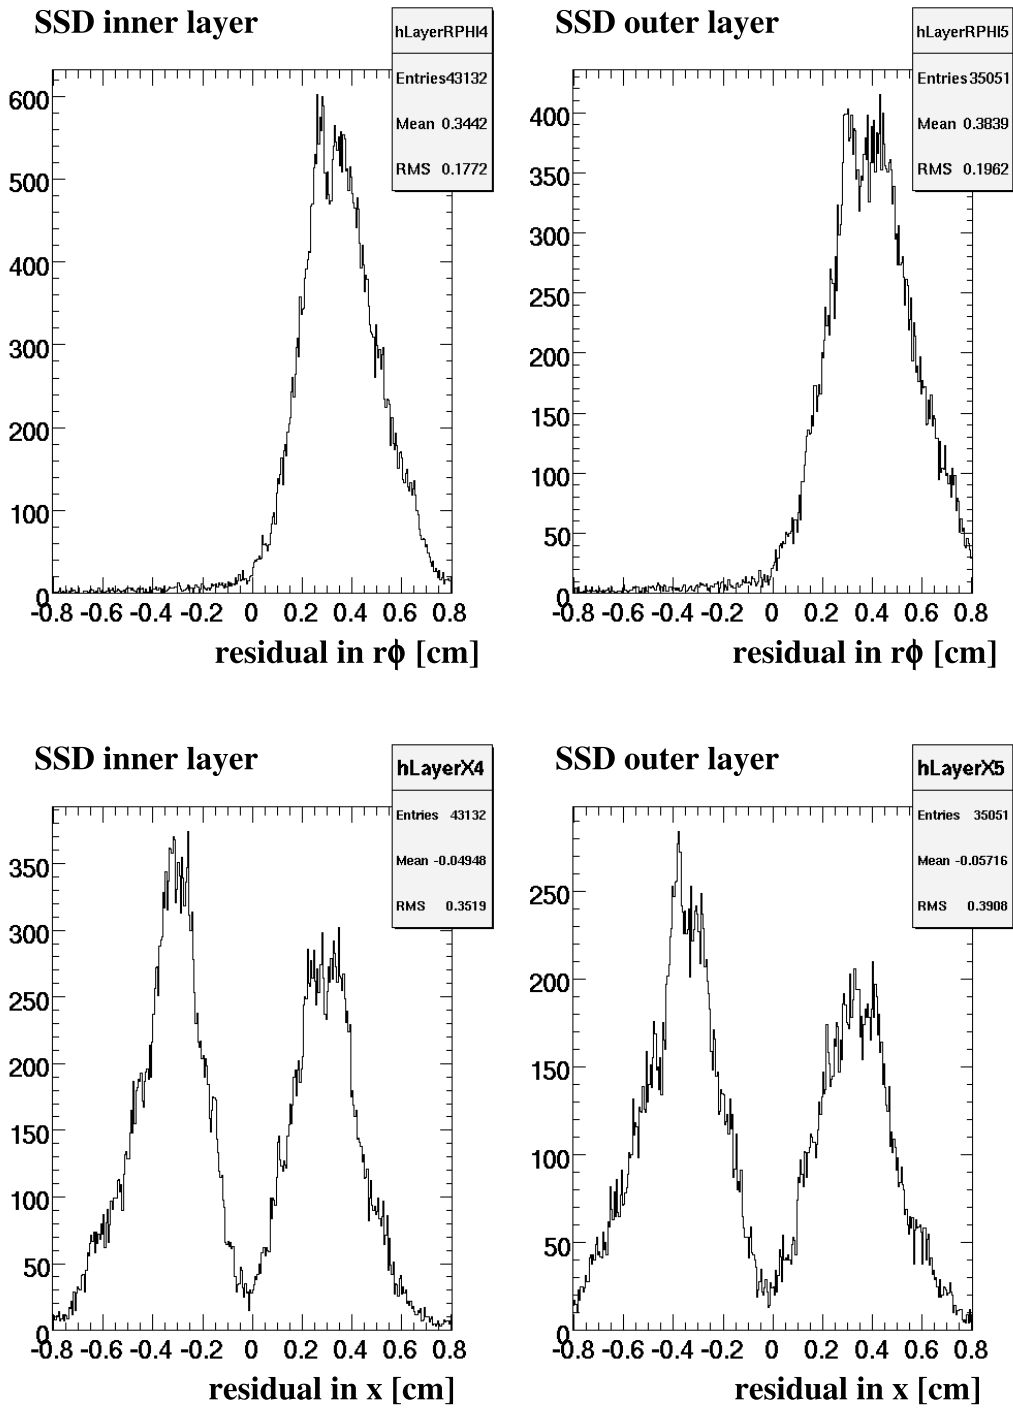 SSD inner layer
hLayerRPHI4
Entries 43132
Mean 0.3442
RMS 0.1772
600
500
400
300
200
100
0
-0.8 -0.6 -0.4 -0.2 0 0.2 0.4 0.6 0.8
residual in rϕ [cm]
SSD outer layer
hLayerRPHI5
Entries 35051
Mean 0.3839
RMS 0.1962
400
350
300
250
200
150
100
50
0
-0.8 -0.6 -0.4 -0.2 0 0.2 0.4 0.6 0.8
residual in rϕ [cm]
SSD inner layer
hLayerX4
Entries 43132
Mean -0.04948
RMS 0.3519
350
300
250
200
150
100
50
0
-0.8 -0.6 -0.4 -0.2 0 0.2 0.4 0.6 0.8
residual in x [cm]
SSD outer layer
hLayerX5
Entries 35051
Mean -0.05716
RMS 0.3908
250
200
150
100
50
0
-0.8 -0.6 -0.4 -0.2 0 0.2 0.4 0.6 0.8
residual in x [cm]